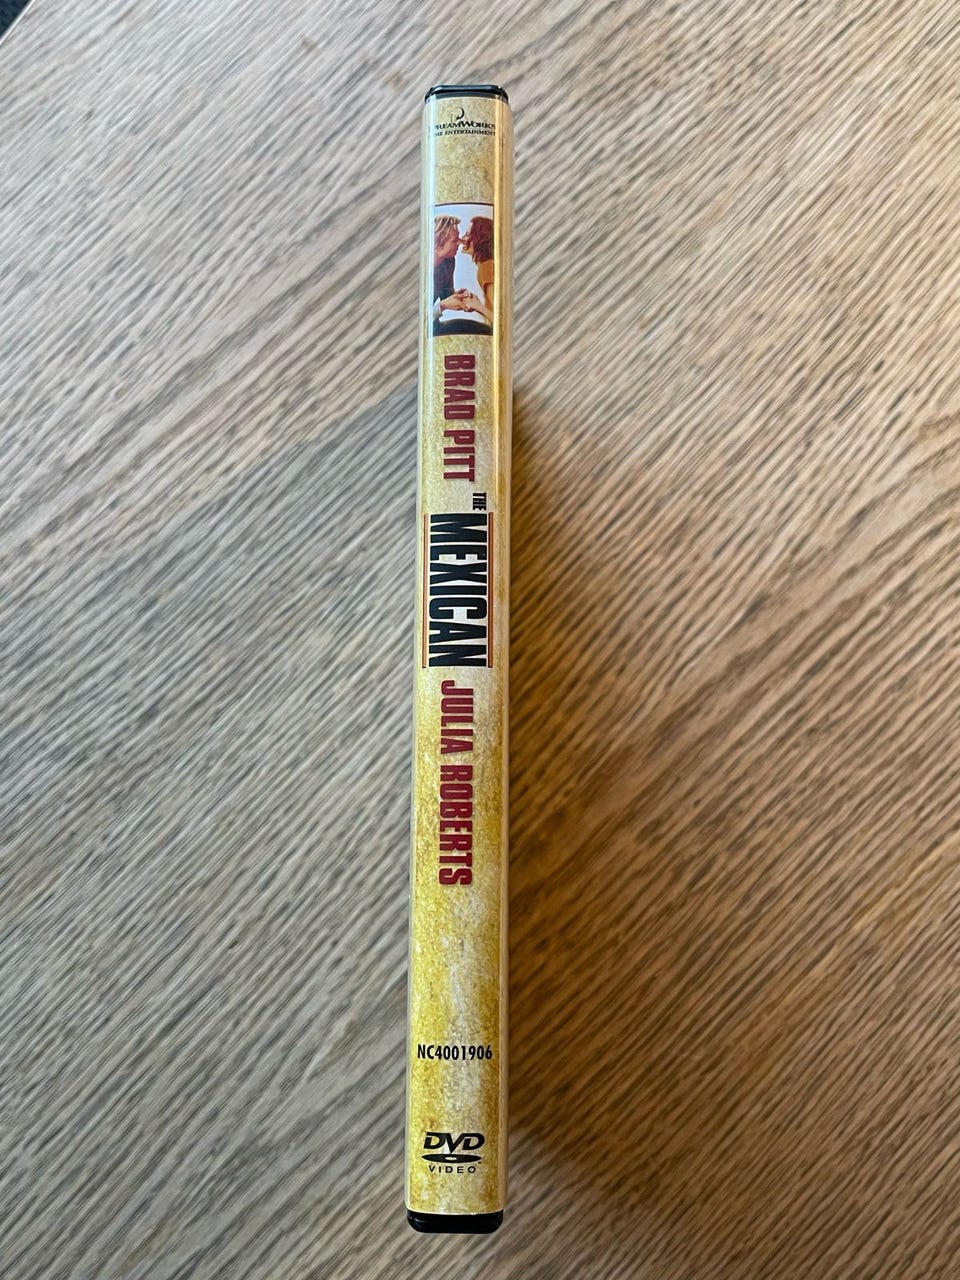 DREAMWORKS
HOME ENTERTAINMENT
BRAD PITT
THE
MEXICAN
JULIA ROBERTS
NC4001906
DVD
VIDEO